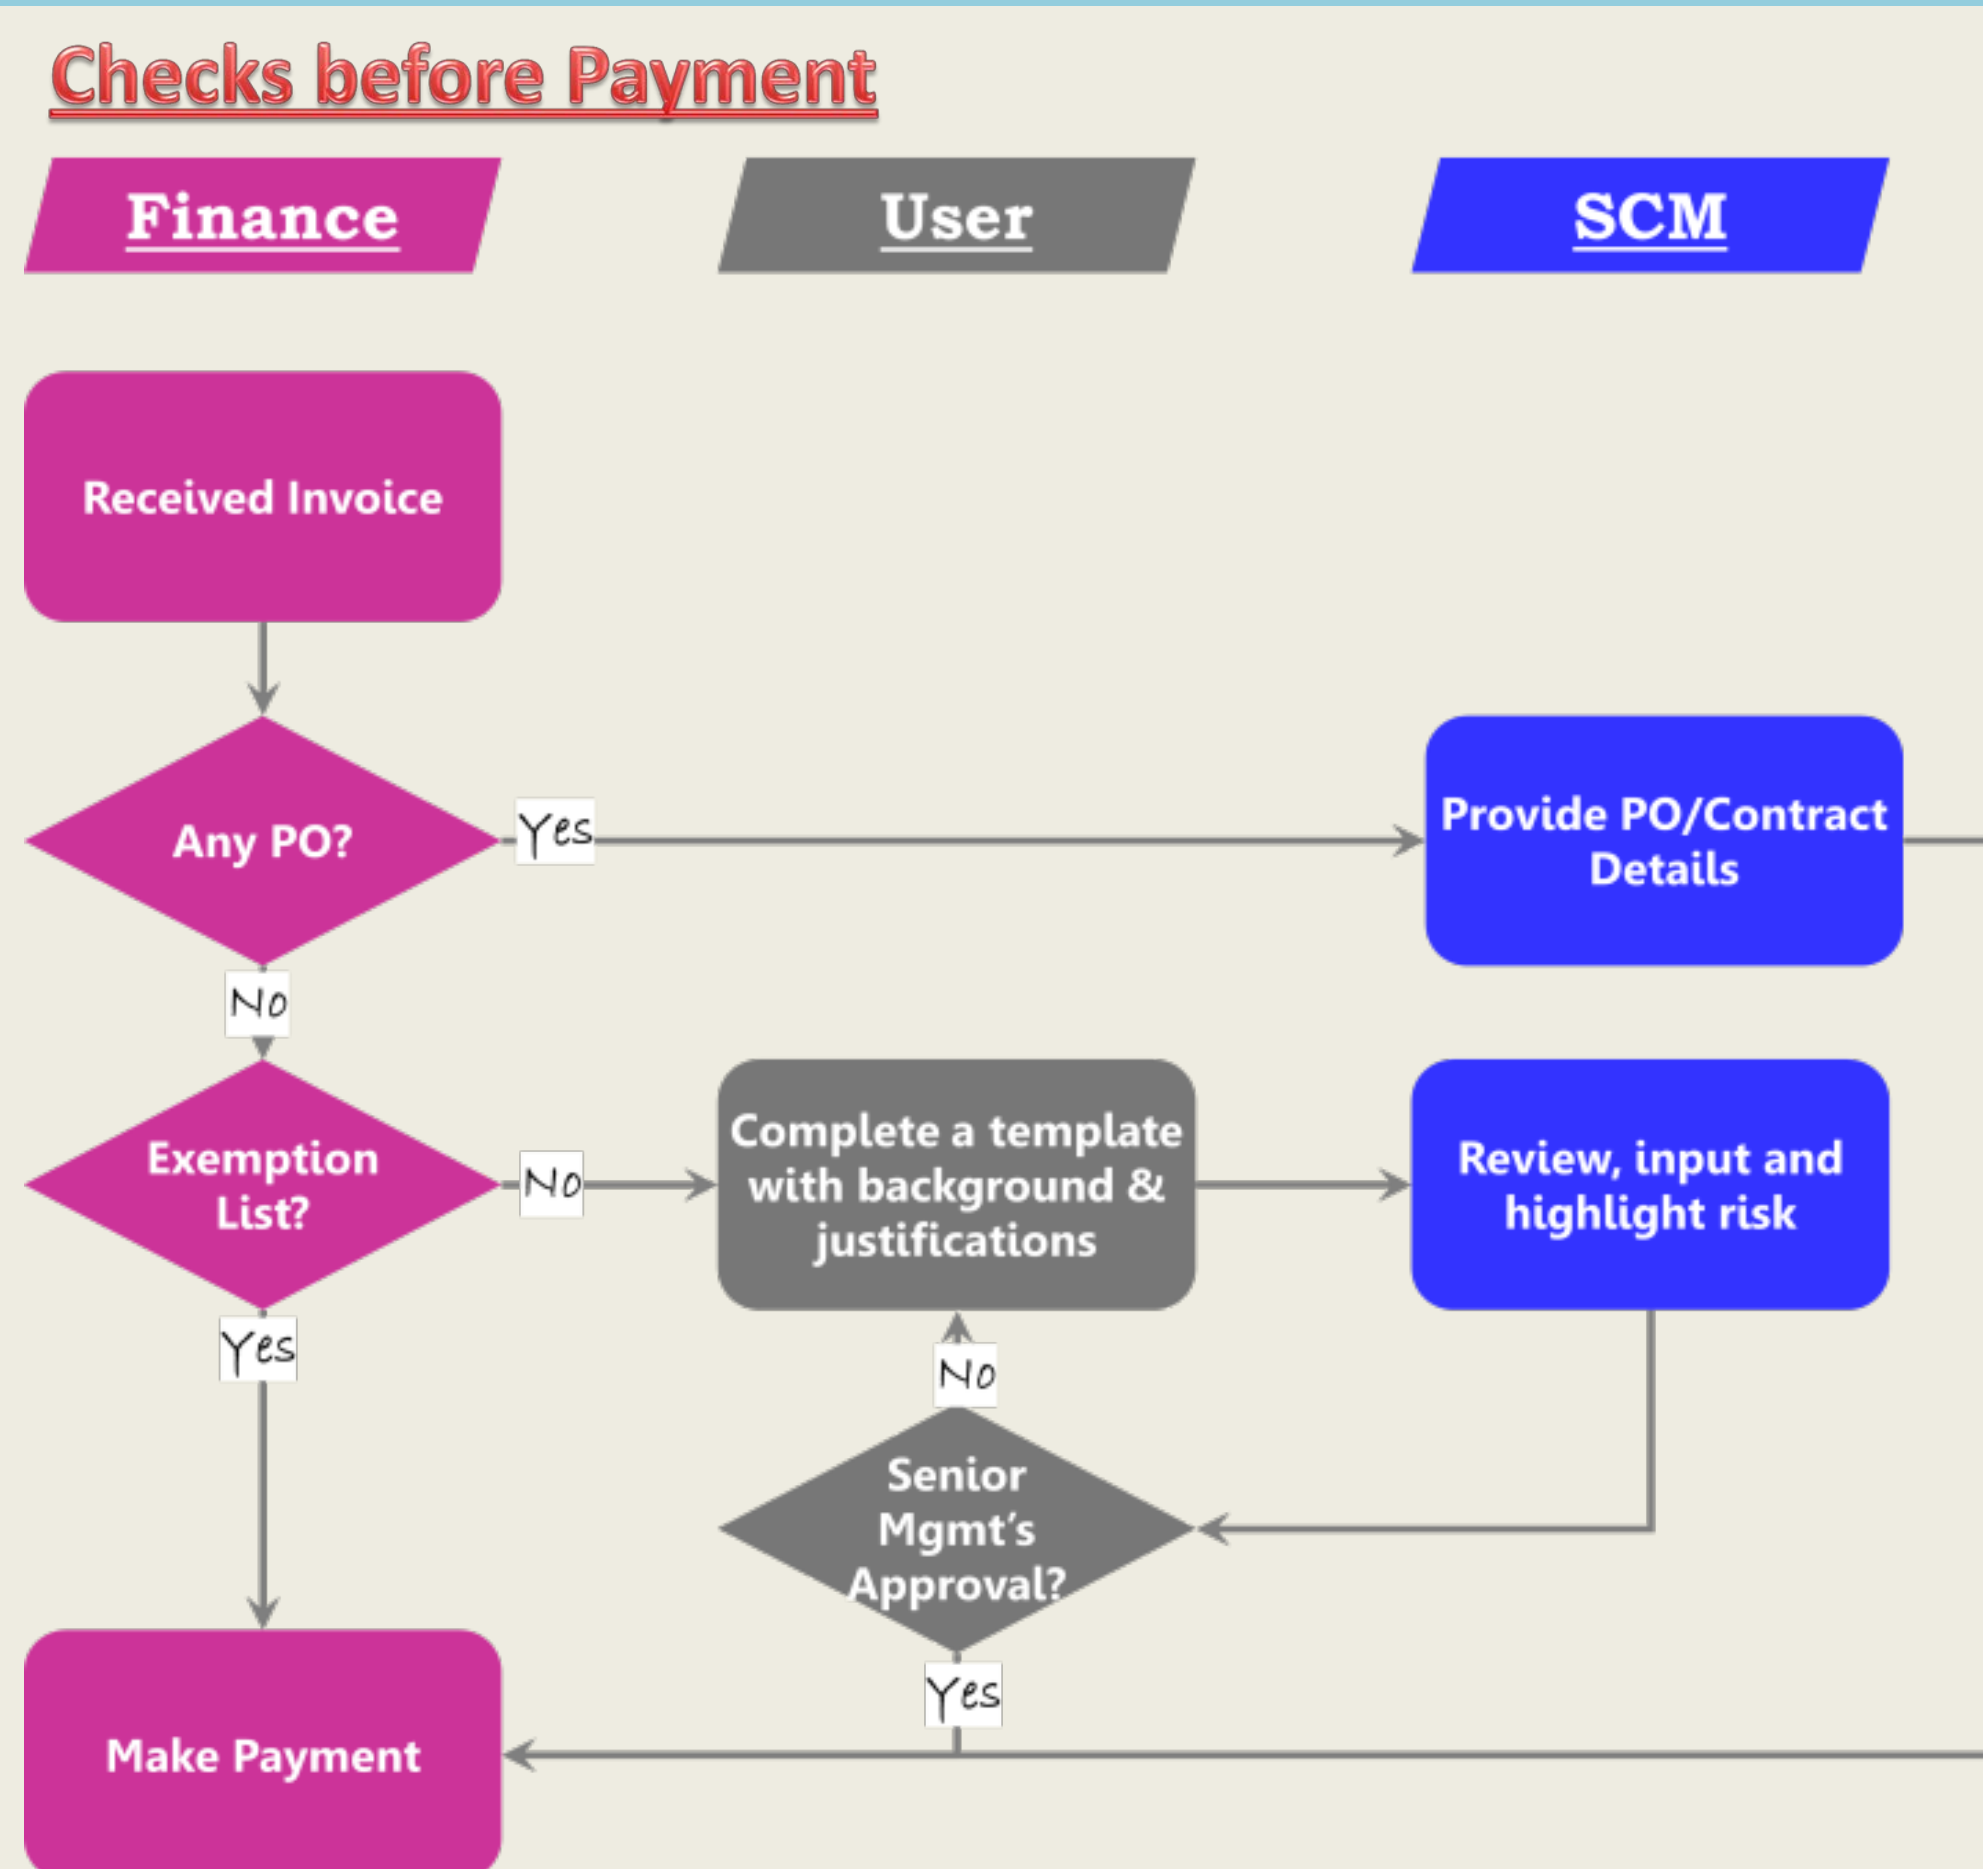 Checks before Payment
Finance
User
SCM
Received Invoice
Any PO?
Yes
Provide PO/Contract
Details
No
Exemption
List?
No
Complete a template
with background &
justifications
Review, input and
highlight risk
Yes
No
Senior
Mgmt's
Approval?
Yes
Make Payment